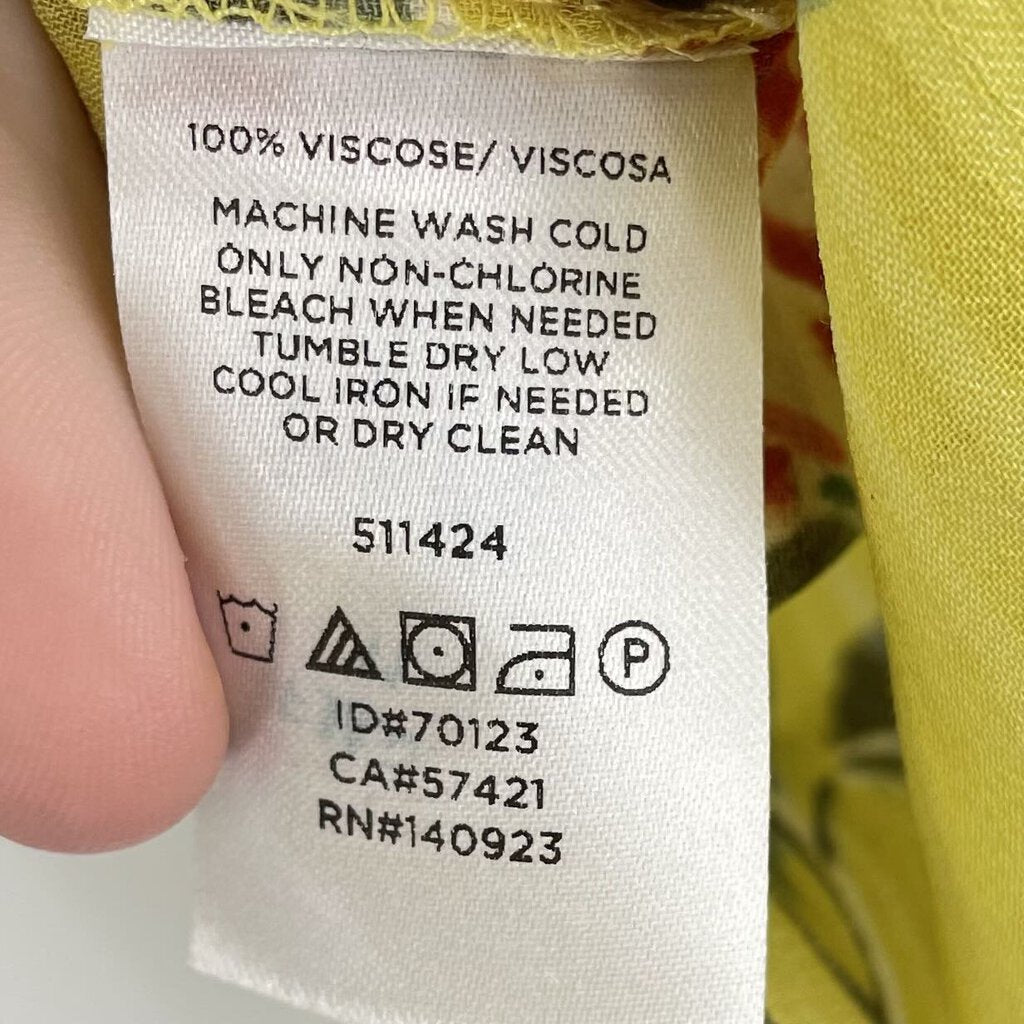 100% VISCOSE/ VISCOSA
MACHINE WASH COLD
ONLY NON-CHLORINE
BLEACH WHEN NEEDED
TUMBLE DRY LOW
COOL IRON IF NEEDED
OR DRY CLEAN
511424
P
ID#70123
CA#57421
RN#140923